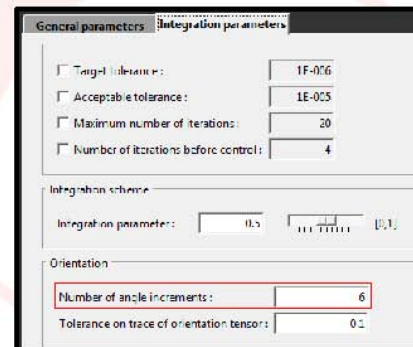 General parameters Integration parameters
Target tolerance : 1E-006
Acceptable tolerance : 1E-005
Maximum number of iterations : 20
Number of iterations before control : 4
Integration scheme
Integration parameter : 0.5 [0,1]
Orientation
Number of angle increments : 6
Tolerance on trace of orientation tensor : 0.1